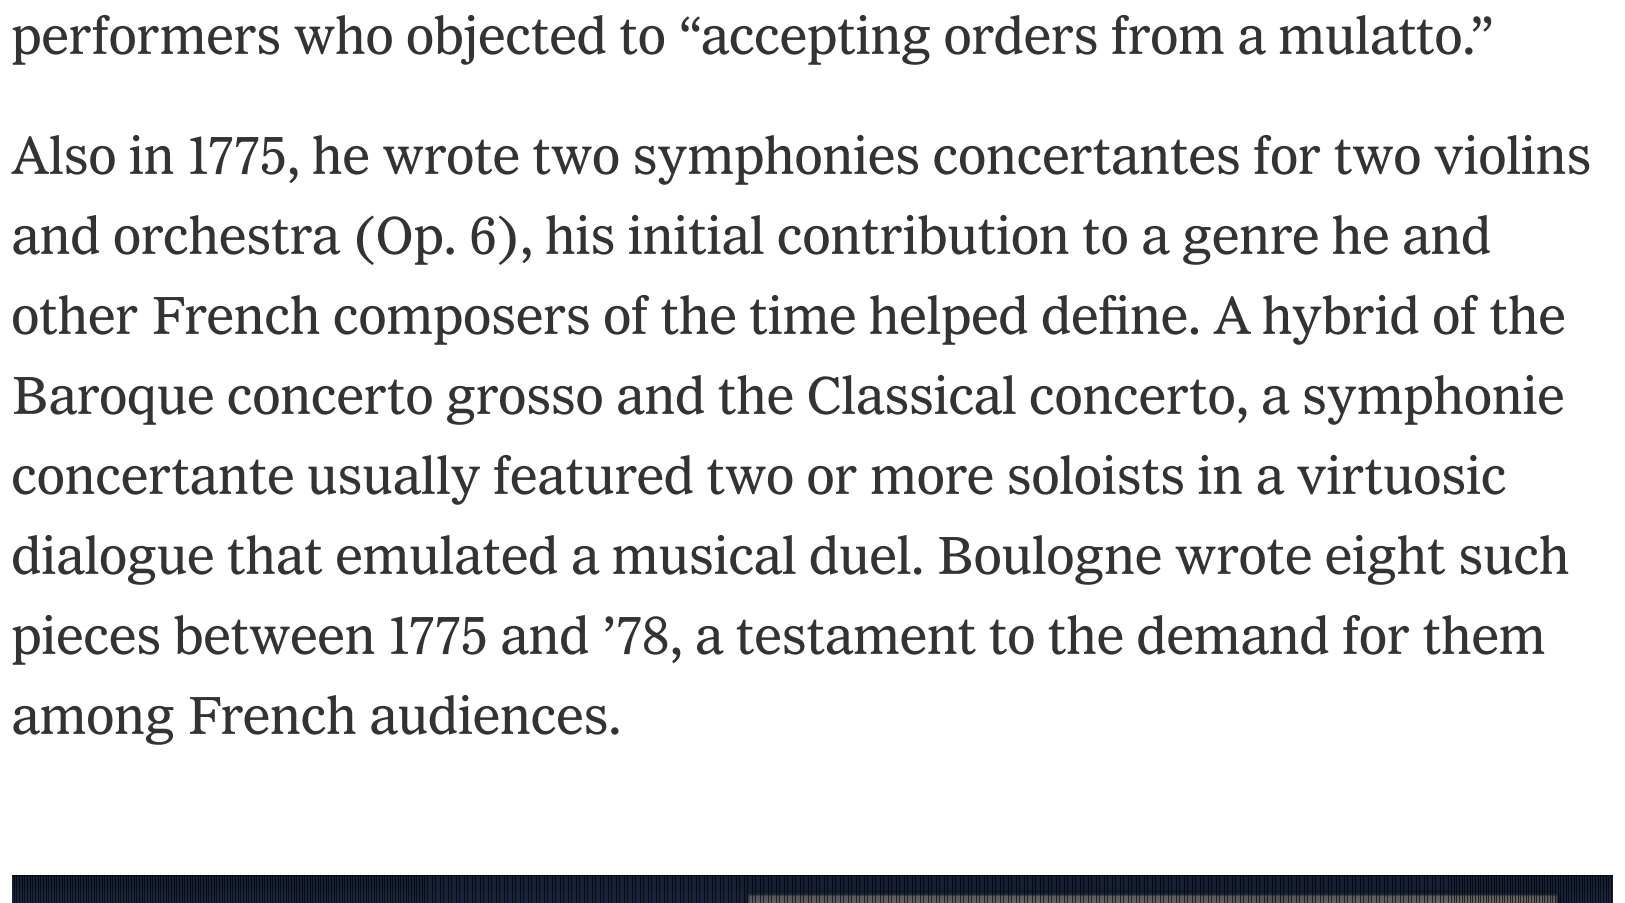 performers who objected to “accepting orders from a mulatto.”
Also in 1775, he wrote two symphonies concertantes for two violins
and orchestra (Op. 6), his initial contribution to a genre he and
other French composers of the time helped define. A hybrid of the
Baroque concerto grosso and the Classical concerto, a symphonie
concertante usually featured two or more soloists in a virtuosic
dialogue that emulated a musical duel. Boulogne wrote eight such
pieces between 1775 and ’78, a testament to the demand for them
among French audiences.